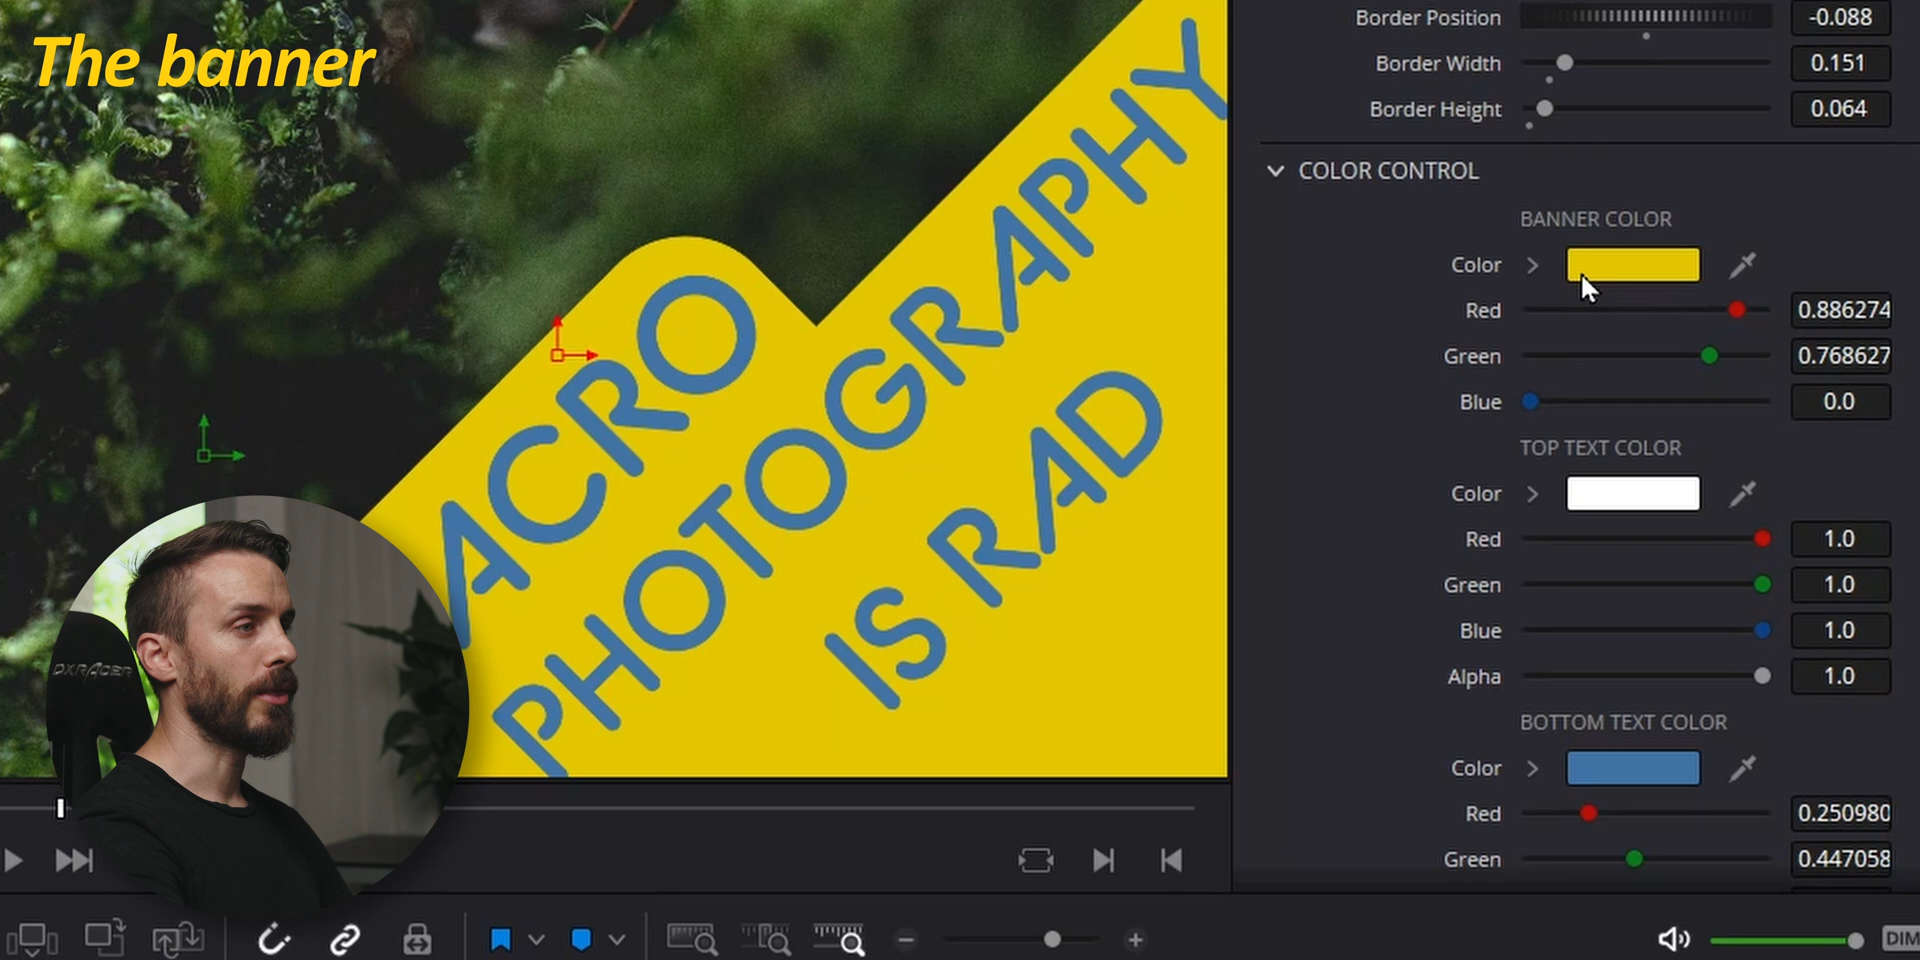 The banner
ACRO
PHOTOGRAPHY
IS RAD
DXRACER
Border Position -0.088
Border Width 0.151
Border Height 0.064
COLOR CONTROL
BANNER COLOR
Color
Red 0.886274
Green 0.768627
Blue 0.0
TOP TEXT COLOR
Color
Red 1.0
Green 1.0
Blue 1.0
Alpha 1.0
BOTTOM TEXT COLOR
Color
Red 0.250980
Green 0.447058
DIM